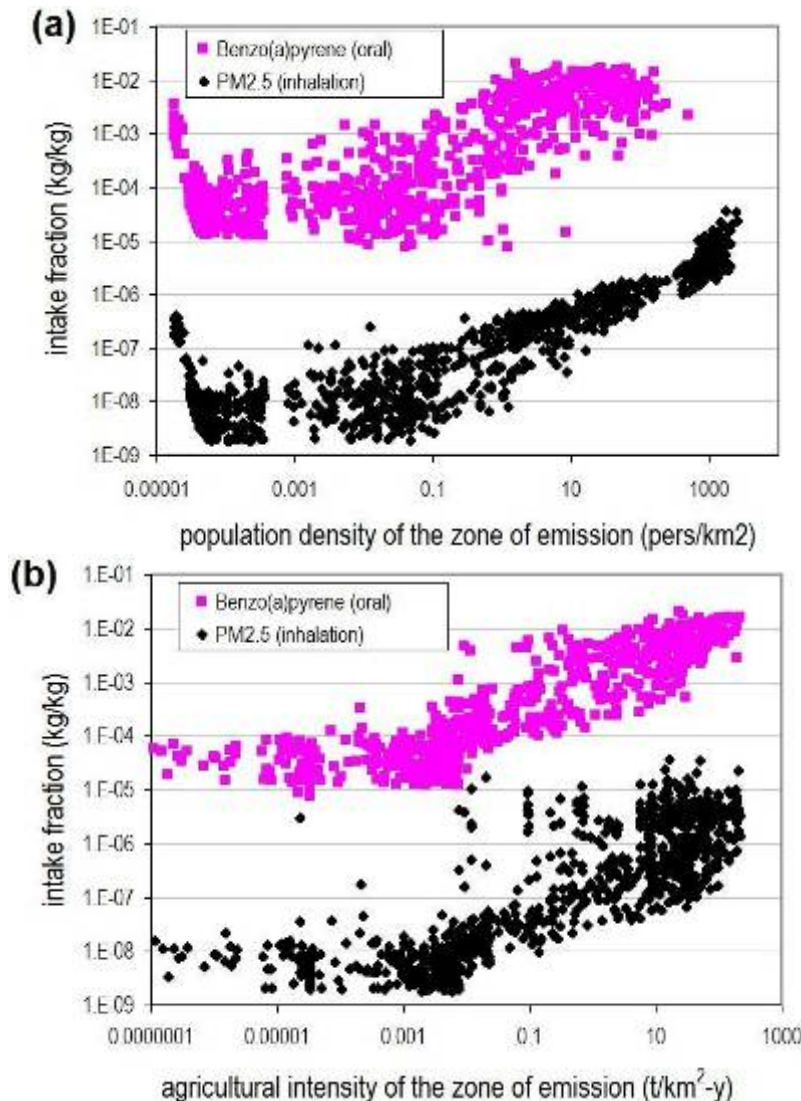 (a)
1E-01
1E-02
1E-03
1E-04
1E-05
1E-06
1E-07
1E-08
1E-09
intake fraction (kg/kg)
Benzo(a)pyrene (oral)
PM2.5 (inhalation)
0.00001 0.001 0.1 10 1000
population density of the zone of emission (pers/km2)
(b)
1.E-01
1.E-02
1.E-03
1.E-04
1.E-05
1.E-06
1.E-07
1.E-08
1.E-09
intake fraction (kg/kg)
Benzo(a)pyrene (oral)
PM2.5 (inhalation)
0.0000001 0.00001 0.001 0.1 10 1000
agricultural intensity of the zone of emission (t/km²-y)